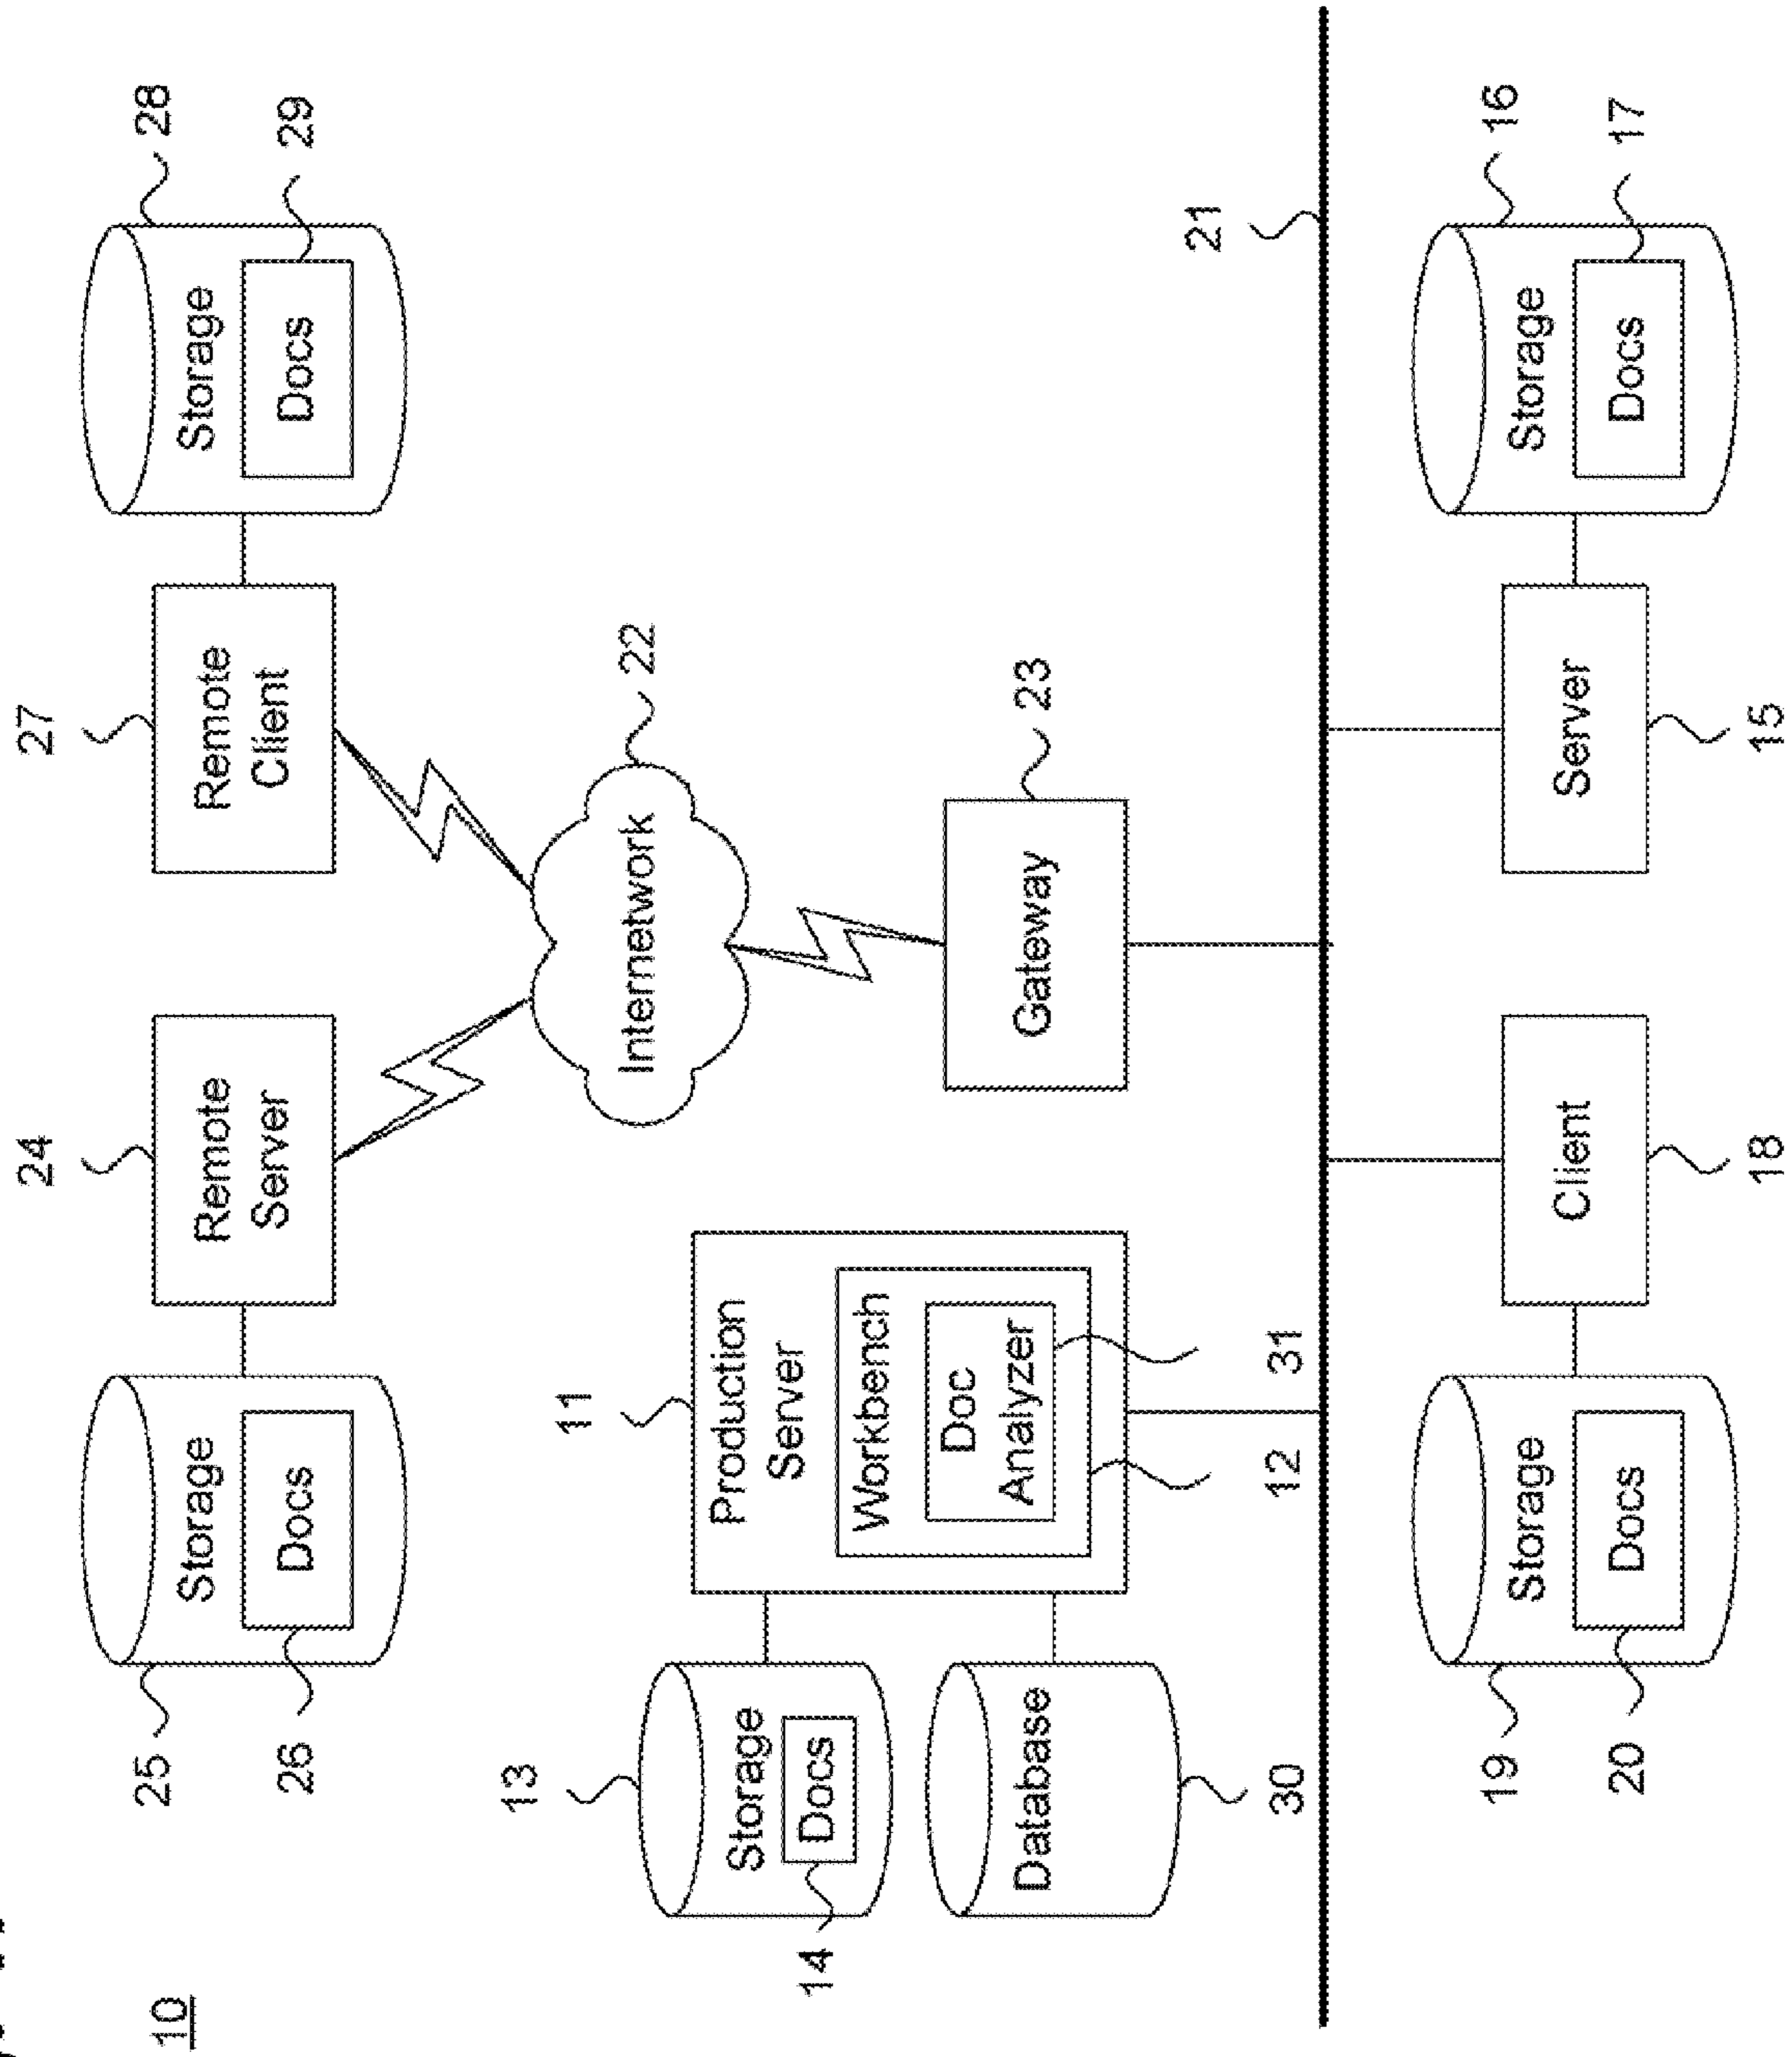 10
24
27
25
Storage
Docs
26
Remote
Server
Remote
Client
Storage
Docs
28
29
13
Storage
Docs
14
11
Production
Server
Workbench
Doc
Analyzer
Internetwork
22
Database
30
12
31
Gateway
23
21
19
Storage
Docs
20
Client
18
Server
15
Storage
Docs
16
17